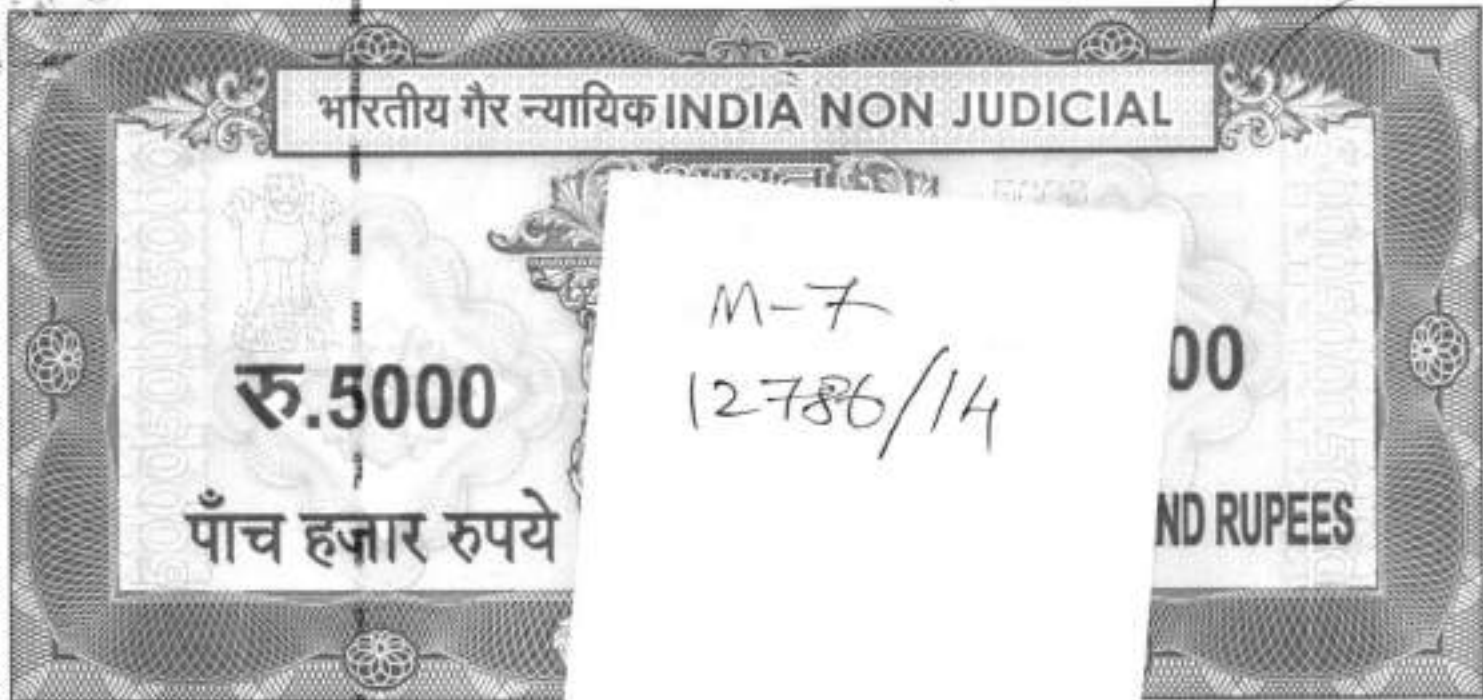 भारतीय गैर न्यायिक INDIA NON JUDICIAL
M-7
12786/14
रु.5000
00
पाँच हजार रुपये
ND RUPEES